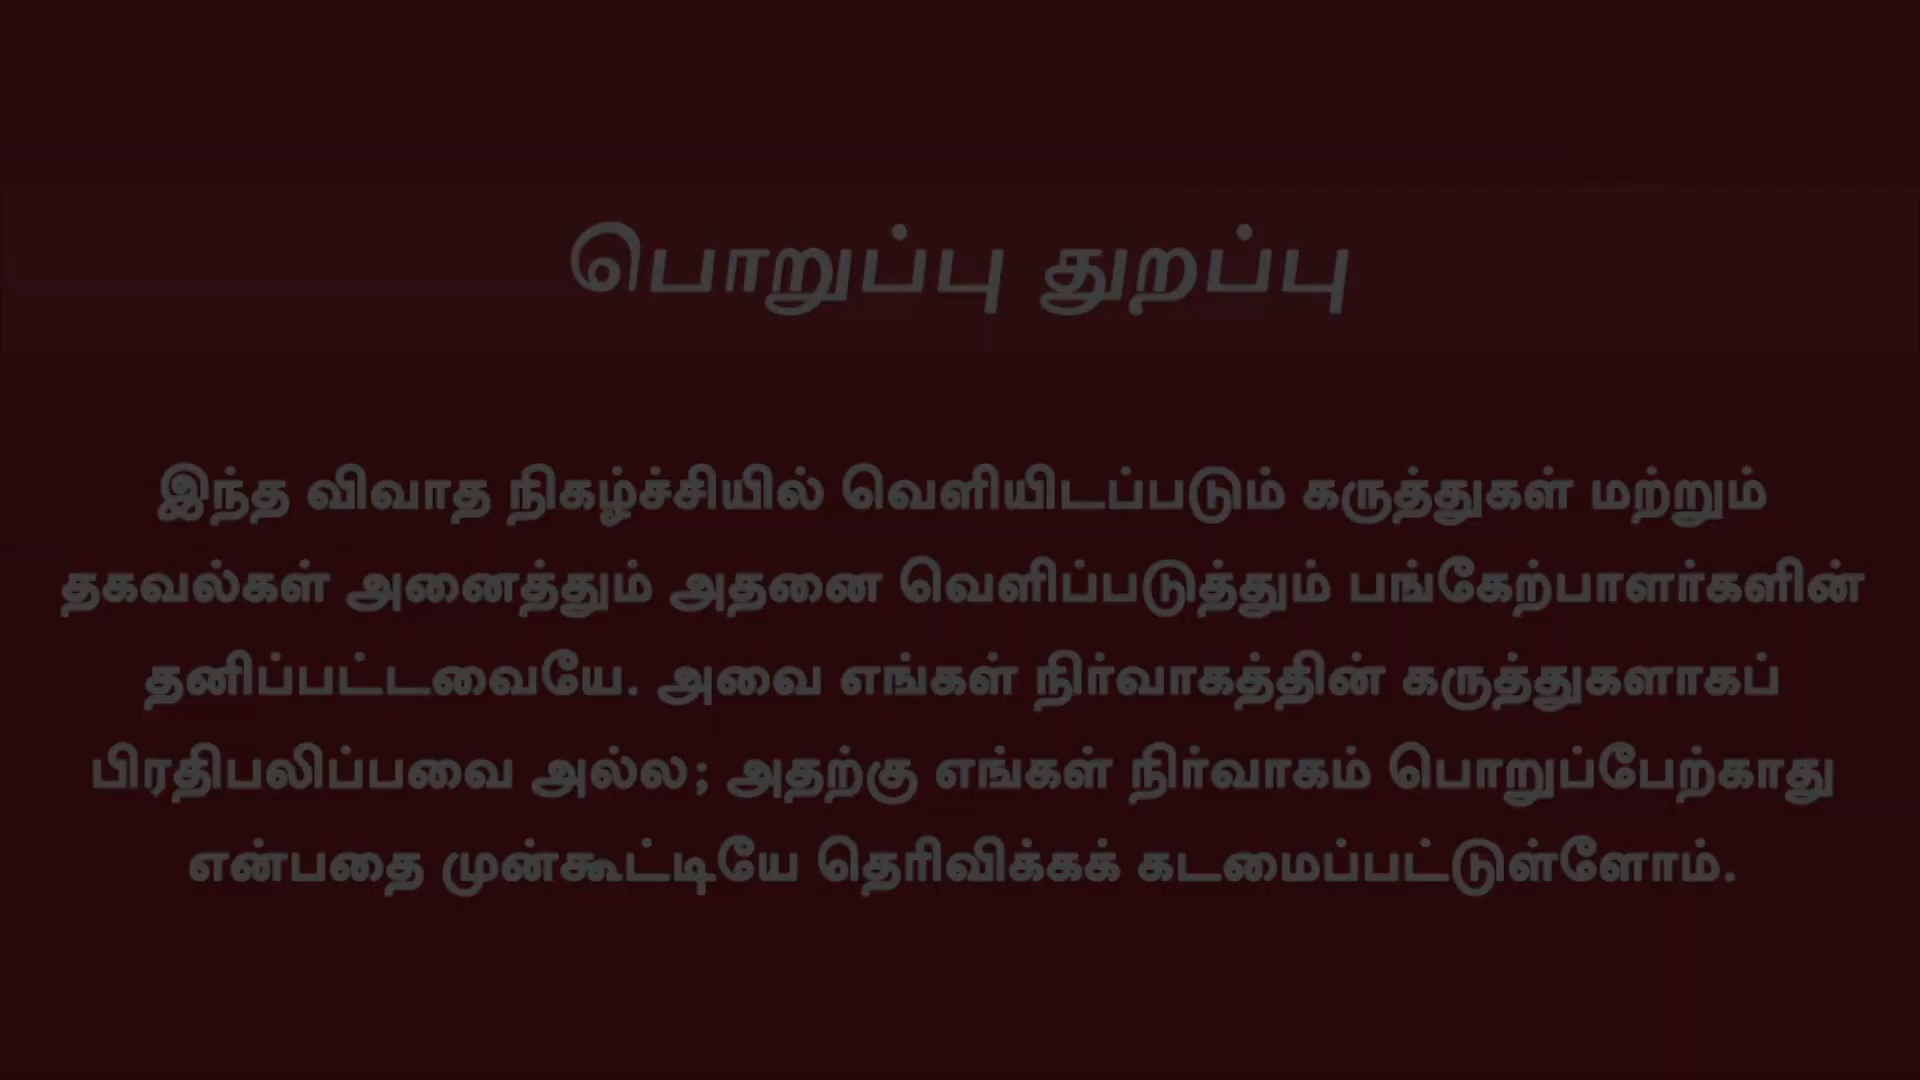 பொறுப்பு துறப்பு
இந்த விவாத நிகழ்ச்சியில் வெளியிடப்படும் கருத்துகள் மற்றும்
தகவல்கள் அனைத்தும் அதனை வெளிப்படுத்தும் பங்கேற்பாளர்களின்
தனிப்பட்டவையே. அவை எங்கள் நிர்வாகத்தின் கருத்துகளாகப்
பிரதிபலிப்பவை அல்ல; அதற்கு எங்கள் நிர்வாகம் பொறுப்பேற்காது
என்பதை முன்கூட்டியே தெரிவிக்கக் கடமைப்பட்டுள்ளோம்.